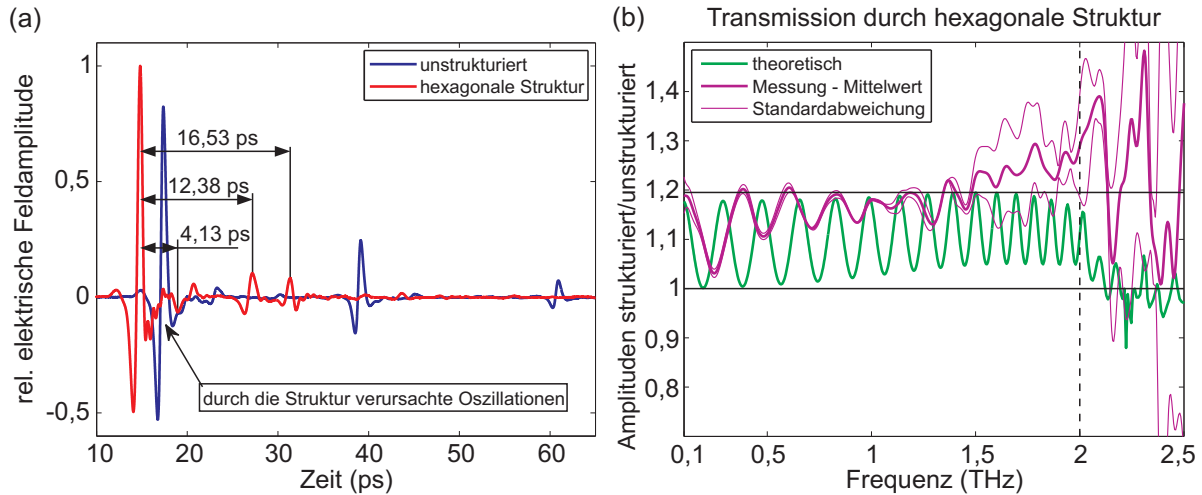 (a)
rel. elektrische Feldamplitude
1
0,5
0
-0,5
unstrukturiert
hexagonale Struktur
16,53 ps
12,38 ps
4,13 ps
durch die Struktur verursachte Oszillationen
10 20 30 40 50 60
Zeit (ps)
(b) Transmission durch hexagonale Struktur
Amplituden strukturiert/unstrukturiert
1,4
1,3
1,2
1,1
1,0
0,9
0,8
theoretisch
Messung - Mittelwert
Standardabweichung
0,1 0,5 1 1,5 2 2,5
Frequenz (THz)